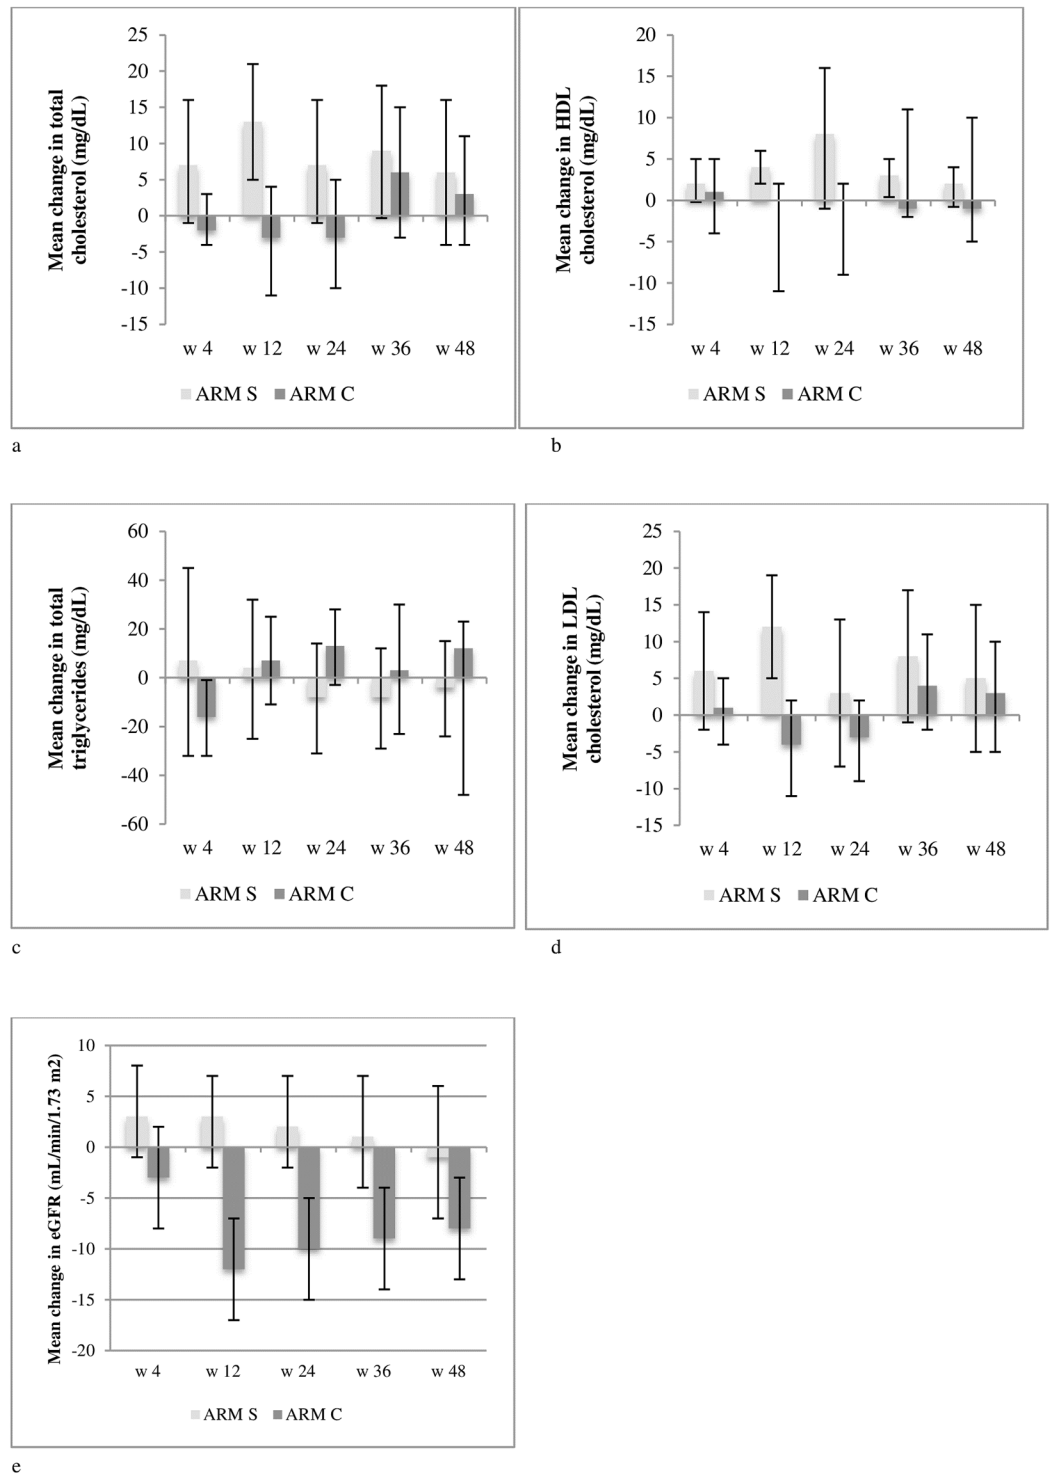 25
20
15
10
5
0
-5
-10
-15
Mean change in total
cholesterol (mg/dL)
w 4 w 12 w 24 w 36 w 48
ARM S ARM C
a
20
15
10
5
0
-5
-10
-15
Mean change in HDL
cholesterol (mg/dL)
w 4 w 12 w 24 w 36 w 48
ARM S ARM C
b
60
40
20
0
-20
-40
-60
Mean change in total
triglycerides (mg/dL)
w 4 w 12 w 24 w 36 w 48
ARM S ARM C
c
25
20
15
10
5
0
-5
-10
-15
Mean change in LDL
cholesterol (mg/dL)
w 4 w 12 w 24 w 36 w 48
ARM S ARM C
d
10
5
0
-5
-10
-15
-20
Mean change in eGFR (mL/min/1.73 m2)
w 4 w 12 w 24 w 36 w 48
ARM S ARM C
e